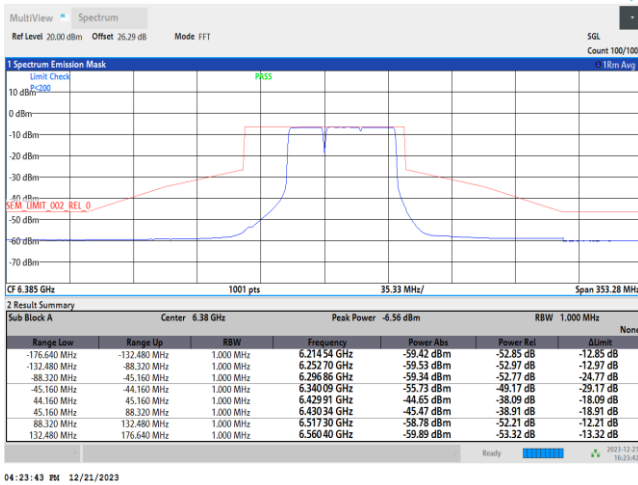 MultiView Spectrum
Ref Level 20.00 dBm Offset 26.29 dB Mode FFT SGL
Count 100/100
1 Spectrum Emission Mask 1Rm Avg
Limit Check PASS
P<200
10 dBm
0 dBm
-10 dBm
-20 dBm
-30 dBm
-40 dBm
SEM_LIMIT_002_REL_0
-50 dBm
-60 dBm
-70 dBm
CF 6.385 GHz 1001 pts 35.33 MHz/ Span 353.28 MHz
2 Result Summary
Sub Block A Center 6.38 GHz Peak Power -6.56 dBm RBW 1.000 MHz
None
Range Low Range Up RBW Frequency Power Abs Power Rel ΔLimit
-176.640 MHz -132.480 MHz 1.000 MHz 6.214 54 GHz -59.42 dBm -52.85 dB -12.85 dB
-132.480 MHz -88.320 MHz 1.000 MHz 6.252 70 GHz -59.53 dBm -52.97 dB -12.97 dB
-88.320 MHz -45.160 MHz 1.000 MHz 6.296 86 GHz -59.34 dBm -52.77 dB -24.77 dB
-45.160 MHz -44.160 MHz 1.000 MHz 6.340 09 GHz -55.73 dBm -49.17 dB -29.17 dB
44.160 MHz 45.160 MHz 1.000 MHz 6.429 91 GHz -44.65 dBm -38.09 dB -18.09 dB
45.160 MHz 88.320 MHz 1.000 MHz 6.430 34 GHz -45.47 dBm -38.91 dB -18.91 dB
88.320 MHz 132.480 MHz 1.000 MHz 6.517 30 GHz -58.78 dBm -52.21 dB -12.21 dB
132.480 MHz 176.640 MHz 1.000 MHz 6.560 40 GHz -59.89 dBm -53.32 dB -13.32 dB
Ready 2023-12-21
16:23:42
04:23:43 PM 12/21/2023